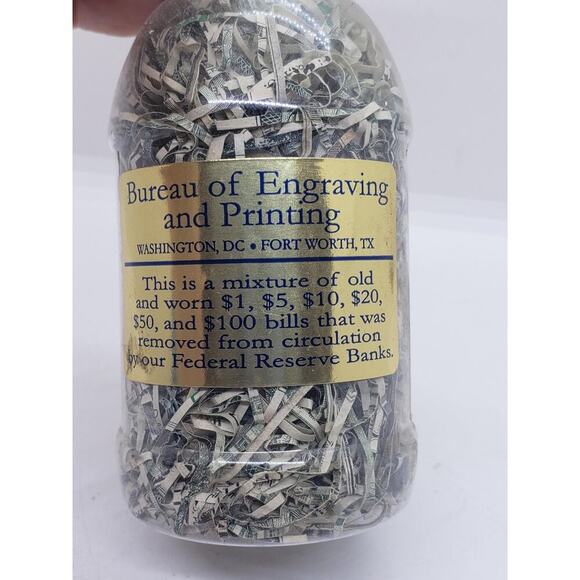 Bureau of Engraving
and Printing
WASHINGTON, DC • FORT WORTH, TX
This is a mixture of old
and worn $1, $5, $10, $20,
$50, and $100 bills that was
removed from circulation
by our Federal Reserve Banks.